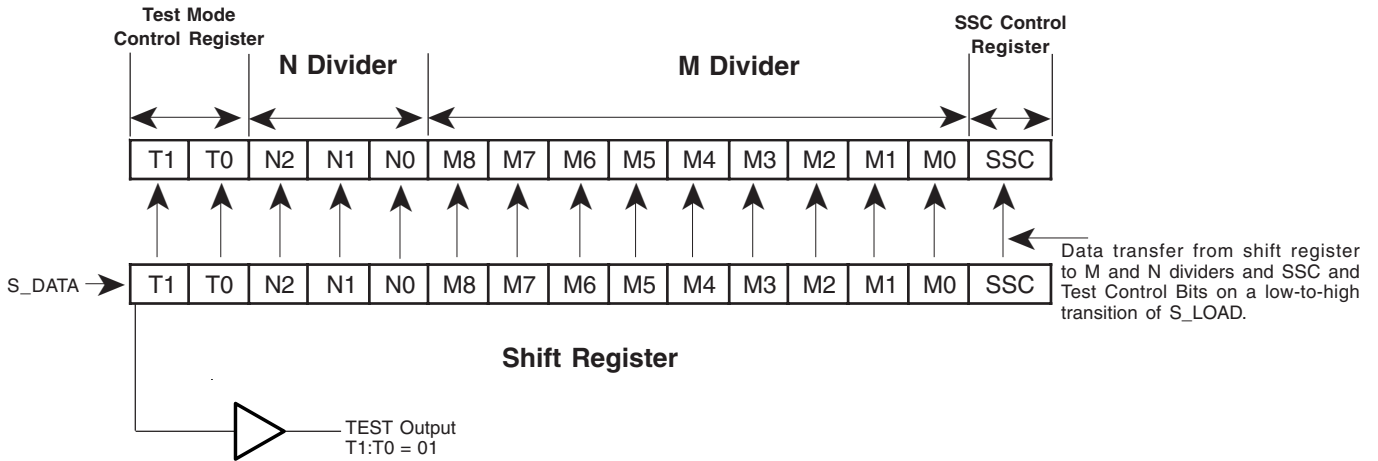 Test Mode
Control Register
SSC Control
Register
N Divider
M Divider
T1 T0 N2 N1 N0 M8 M7 M6 M5 M4 M3 M2 M1 M0 SSC
S_DATA
T1 T0 N2 N1 N0 M8 M7 M6 M5 M4 M3 M2 M1 M0 SSC
Data transfer from shift register
to M and N dividers and SSC and
Test Control Bits on a low-to-high
transition of S_LOAD.
Shift Register
TEST Output
T1:T0 = 01